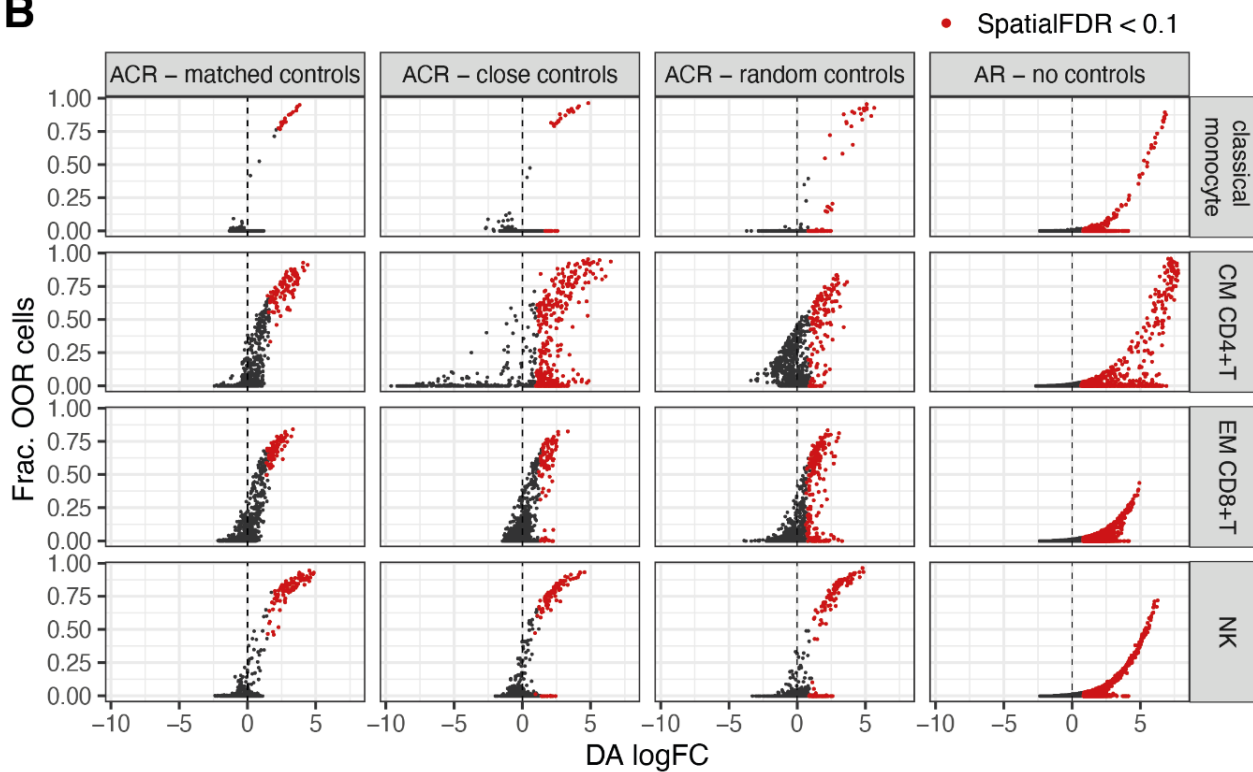 B
SpatialFDR < 0.1
ACR − matched controls
ACR − close controls
ACR − random controls
AR − no controls
1.00
0.75
0.50
0.25
0.00
classical
monocyte
1.00
0.75
0.50
0.25
0.00
CM CD4+T
1.00
0.75
0.50
0.25
0.00
EM CD8+T
1.00
0.75
0.50
0.25
0.00
NK
Frac. OOR cells
−10 −5 0 5
−10 −5 0 5
−10 −5 0 5
−10 −5 0 5
DA logFC